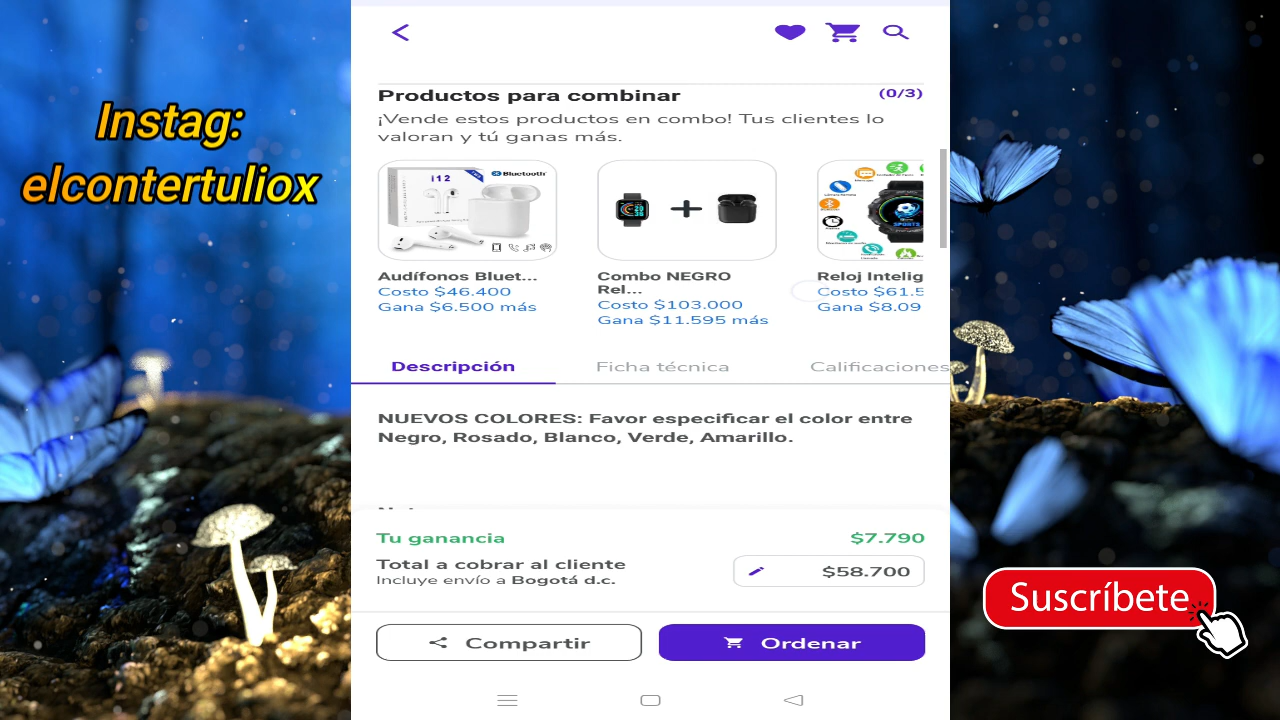 Instag:
elcontertuliox
Productos para combinar
(0/3)
¡Vende estos productos en combo! Tus clientes lo
valoran y tú ganas más.
i12
Bluetooth
SPORTS
Audífonos Bluet...
Costo $46.400
Gana $6.500 más
Combo NEGRO
Rel...
Costo $103.000
Gana $11.595 más
Reloj Intelig
Costo $61.5
Gana $8.09
Descripción
Ficha técnica
Calificaciones
NUEVOS COLORES: Favor especificar el color entre
Negro, Rosado, Blanco, Verde, Amarillo.
Tu ganancia
$7.790
Total a cobrar al cliente
Incluye envío a Bogotá d.c.
$58.700
Compartir
Ordenar
Suscríbete